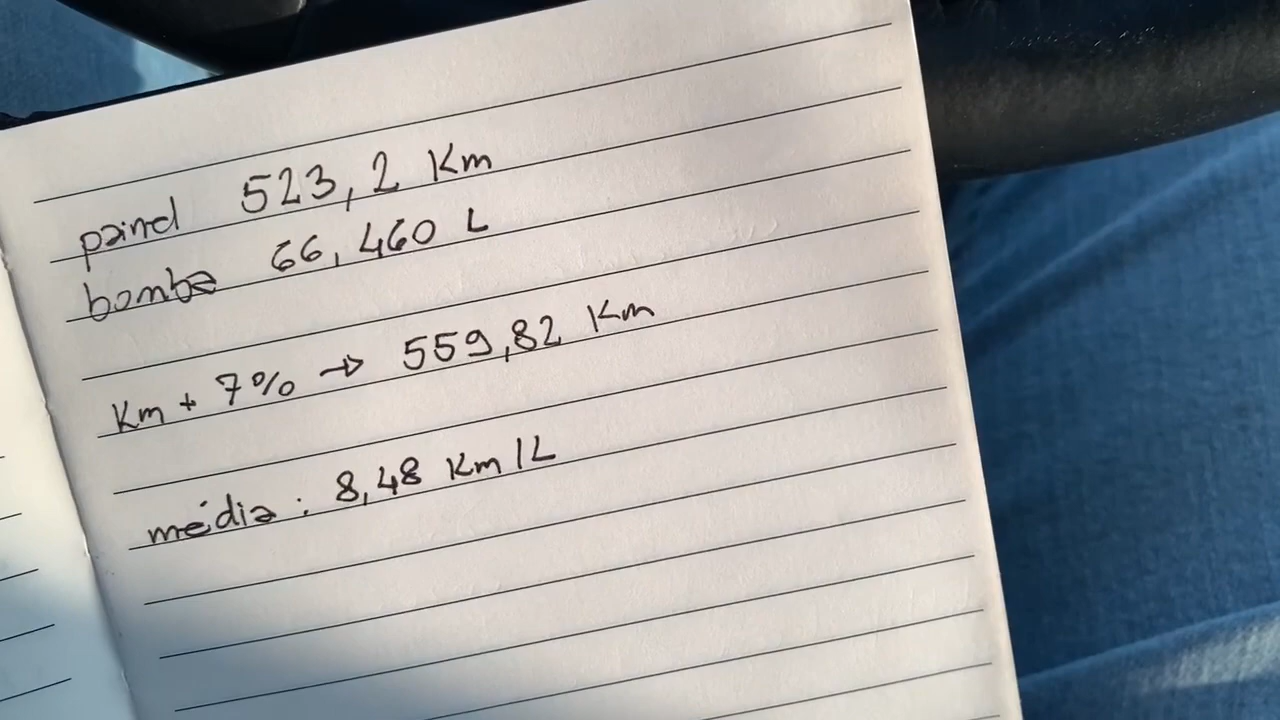 painel 523,2 Km
bomba 66,460 L
Km + 7% → 559,82 Km
média: 8,48 Km/L